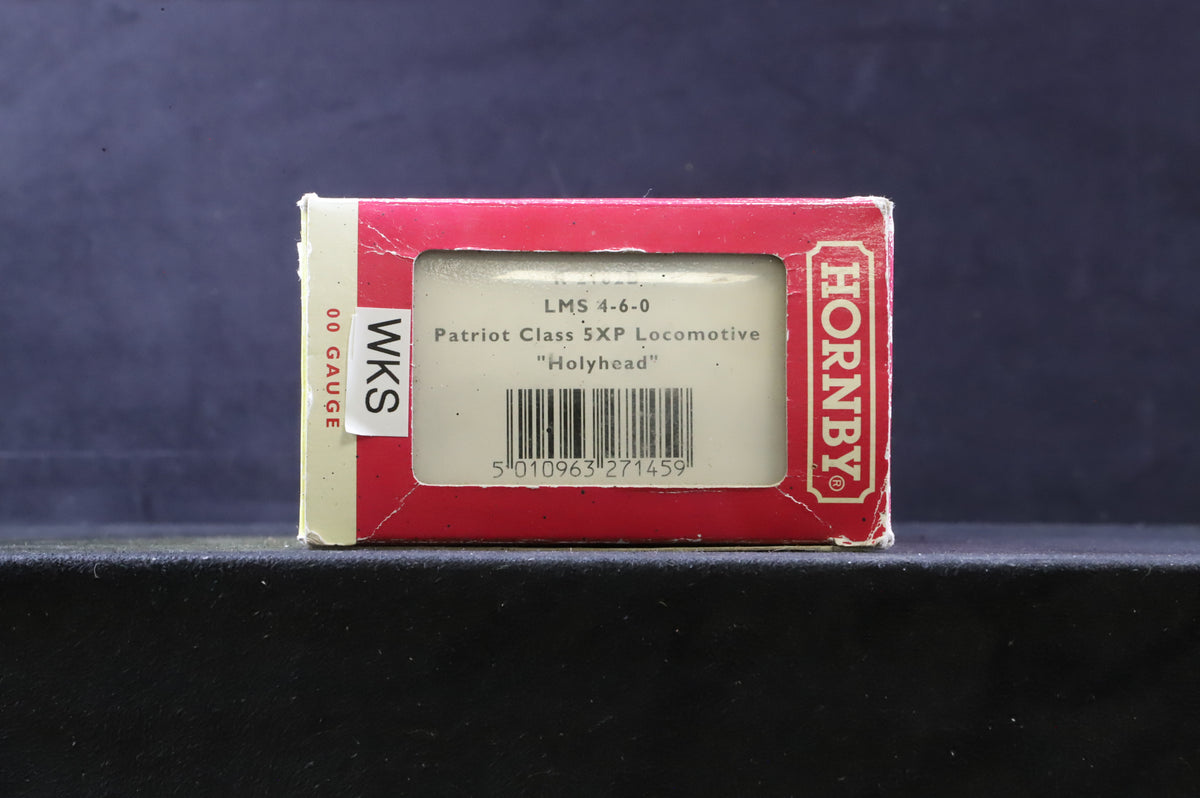 00 GAUGE
WKS
LMS 4-6-0
Patriot Class 5XP Locomotive
"Holyhead"
5 010963 271459
HORNBY®